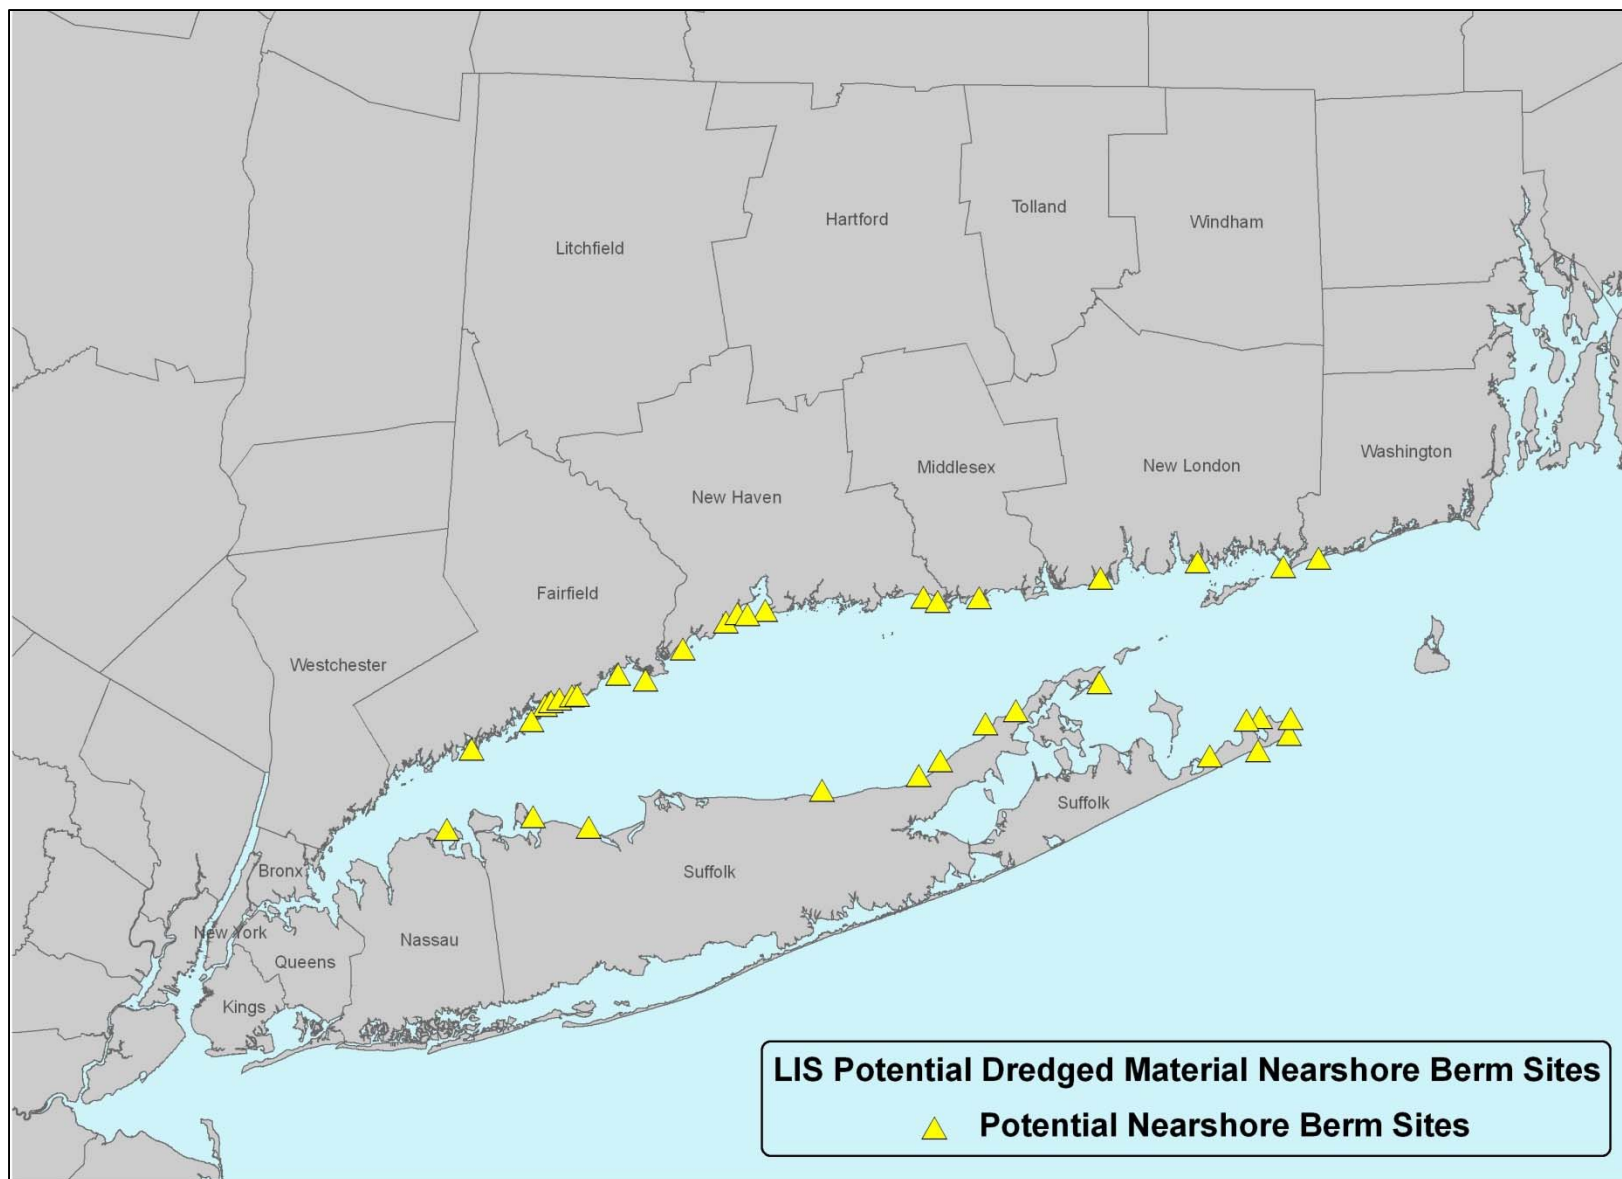 Tolland
Hartford
Windham
Litchfield
Washington
New London
Middlesex
New Haven
Fairfield
Westchester
Suffolk
Bronx
Suffolk
New York
Nassau
Queens
Kings
LIS Potential Dredged Material Nearshore Berm Sites
Potential Nearshore Berm Sites